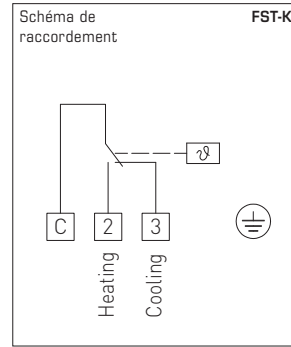 Schéma de
raccordement
FST-K
ϑ
C
2
3
Heating
Cooling